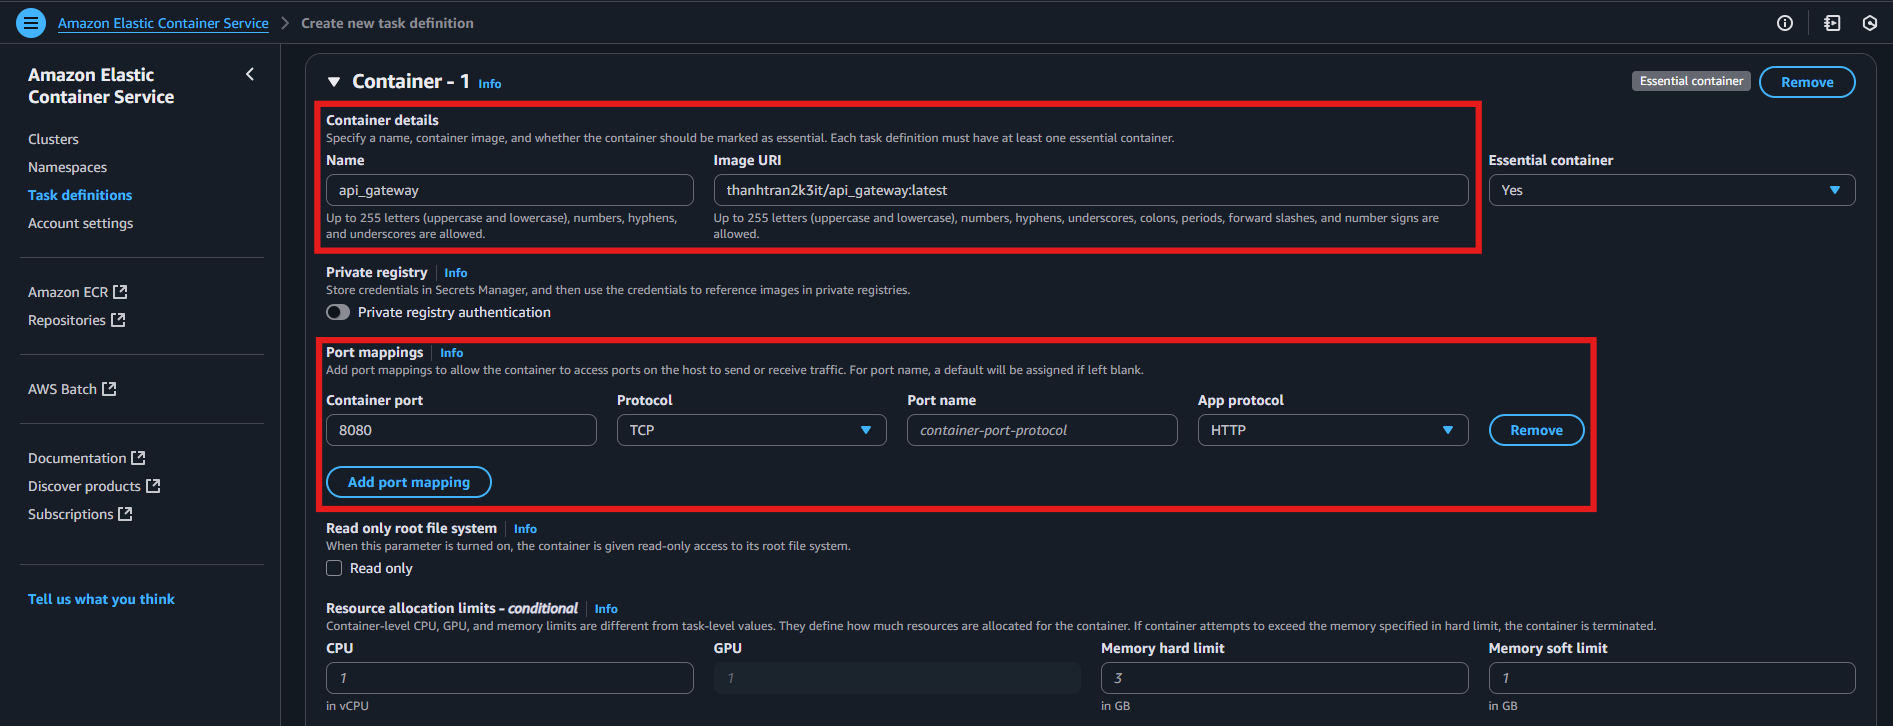 Amazon Elastic Container Service > Create new task definition
Amazon Elastic
Container Service
Clusters
Namespaces
Task definitions
Account settings
Amazon ECR
Repositories
AWS Batch
Documentation
Discover products
Subscriptions
Tell us what you think
Container - 1 Info
Essential container Remove
Container details
Specify a name, container image, and whether the container should be marked as essential. Each task definition must have at least one essential container.
Name Image URI Essential container
api_gateway thanhtran2k3it/api_gateway:latest Yes
Up to 255 letters (uppercase and lowercase), numbers, hyphens,
and underscores are allowed.
Up to 255 letters (uppercase and lowercase), numbers, hyphens, underscores, colons, periods, forward slashes, and number signs are
allowed.
Private registry Info
Store credentials in Secrets Manager, and then use the credentials to reference images in private registries.
Private registry authentication
Port mappings Info
Add port mappings to allow the container to access ports on the host to send or receive traffic. For port name, a default will be assigned if left blank.
Container port Protocol Port name App protocol
8080 TCP container-port-protocol HTTP Remove
Add port mapping
Read only root file system Info
When this parameter is turned on, the container is given read-only access to its root file system.
Read only
Resource allocation limits - conditional Info
Container-level CPU, GPU, and memory limits are different from task-level values. They define how much resources are allocated for the container. If container attempts to exceed the memory specified in hard limit, the container is terminated.
CPU GPU Memory hard limit Memory soft limit
1 1 3 1
in vCPU in GB in GB